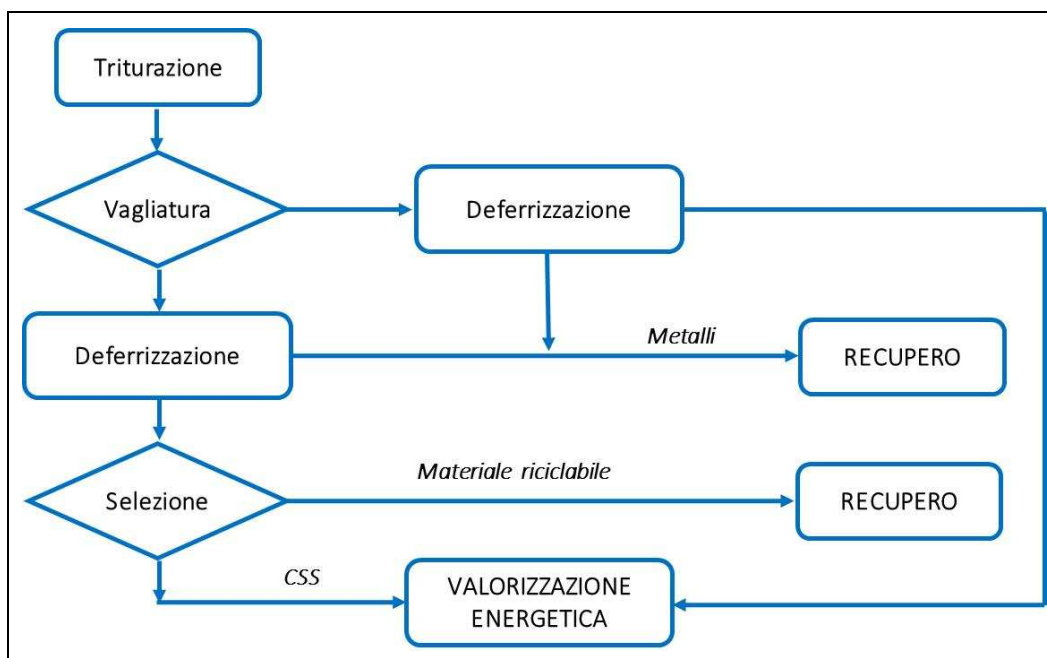 Triturazione
Vagliatura
Deferrizzazione
Deferrizzazione
Metalli
RECUPERO
Selezione
Materiale riciclabile
RECUPERO
CSS
VALORIZZAZIONE
ENERGETICA